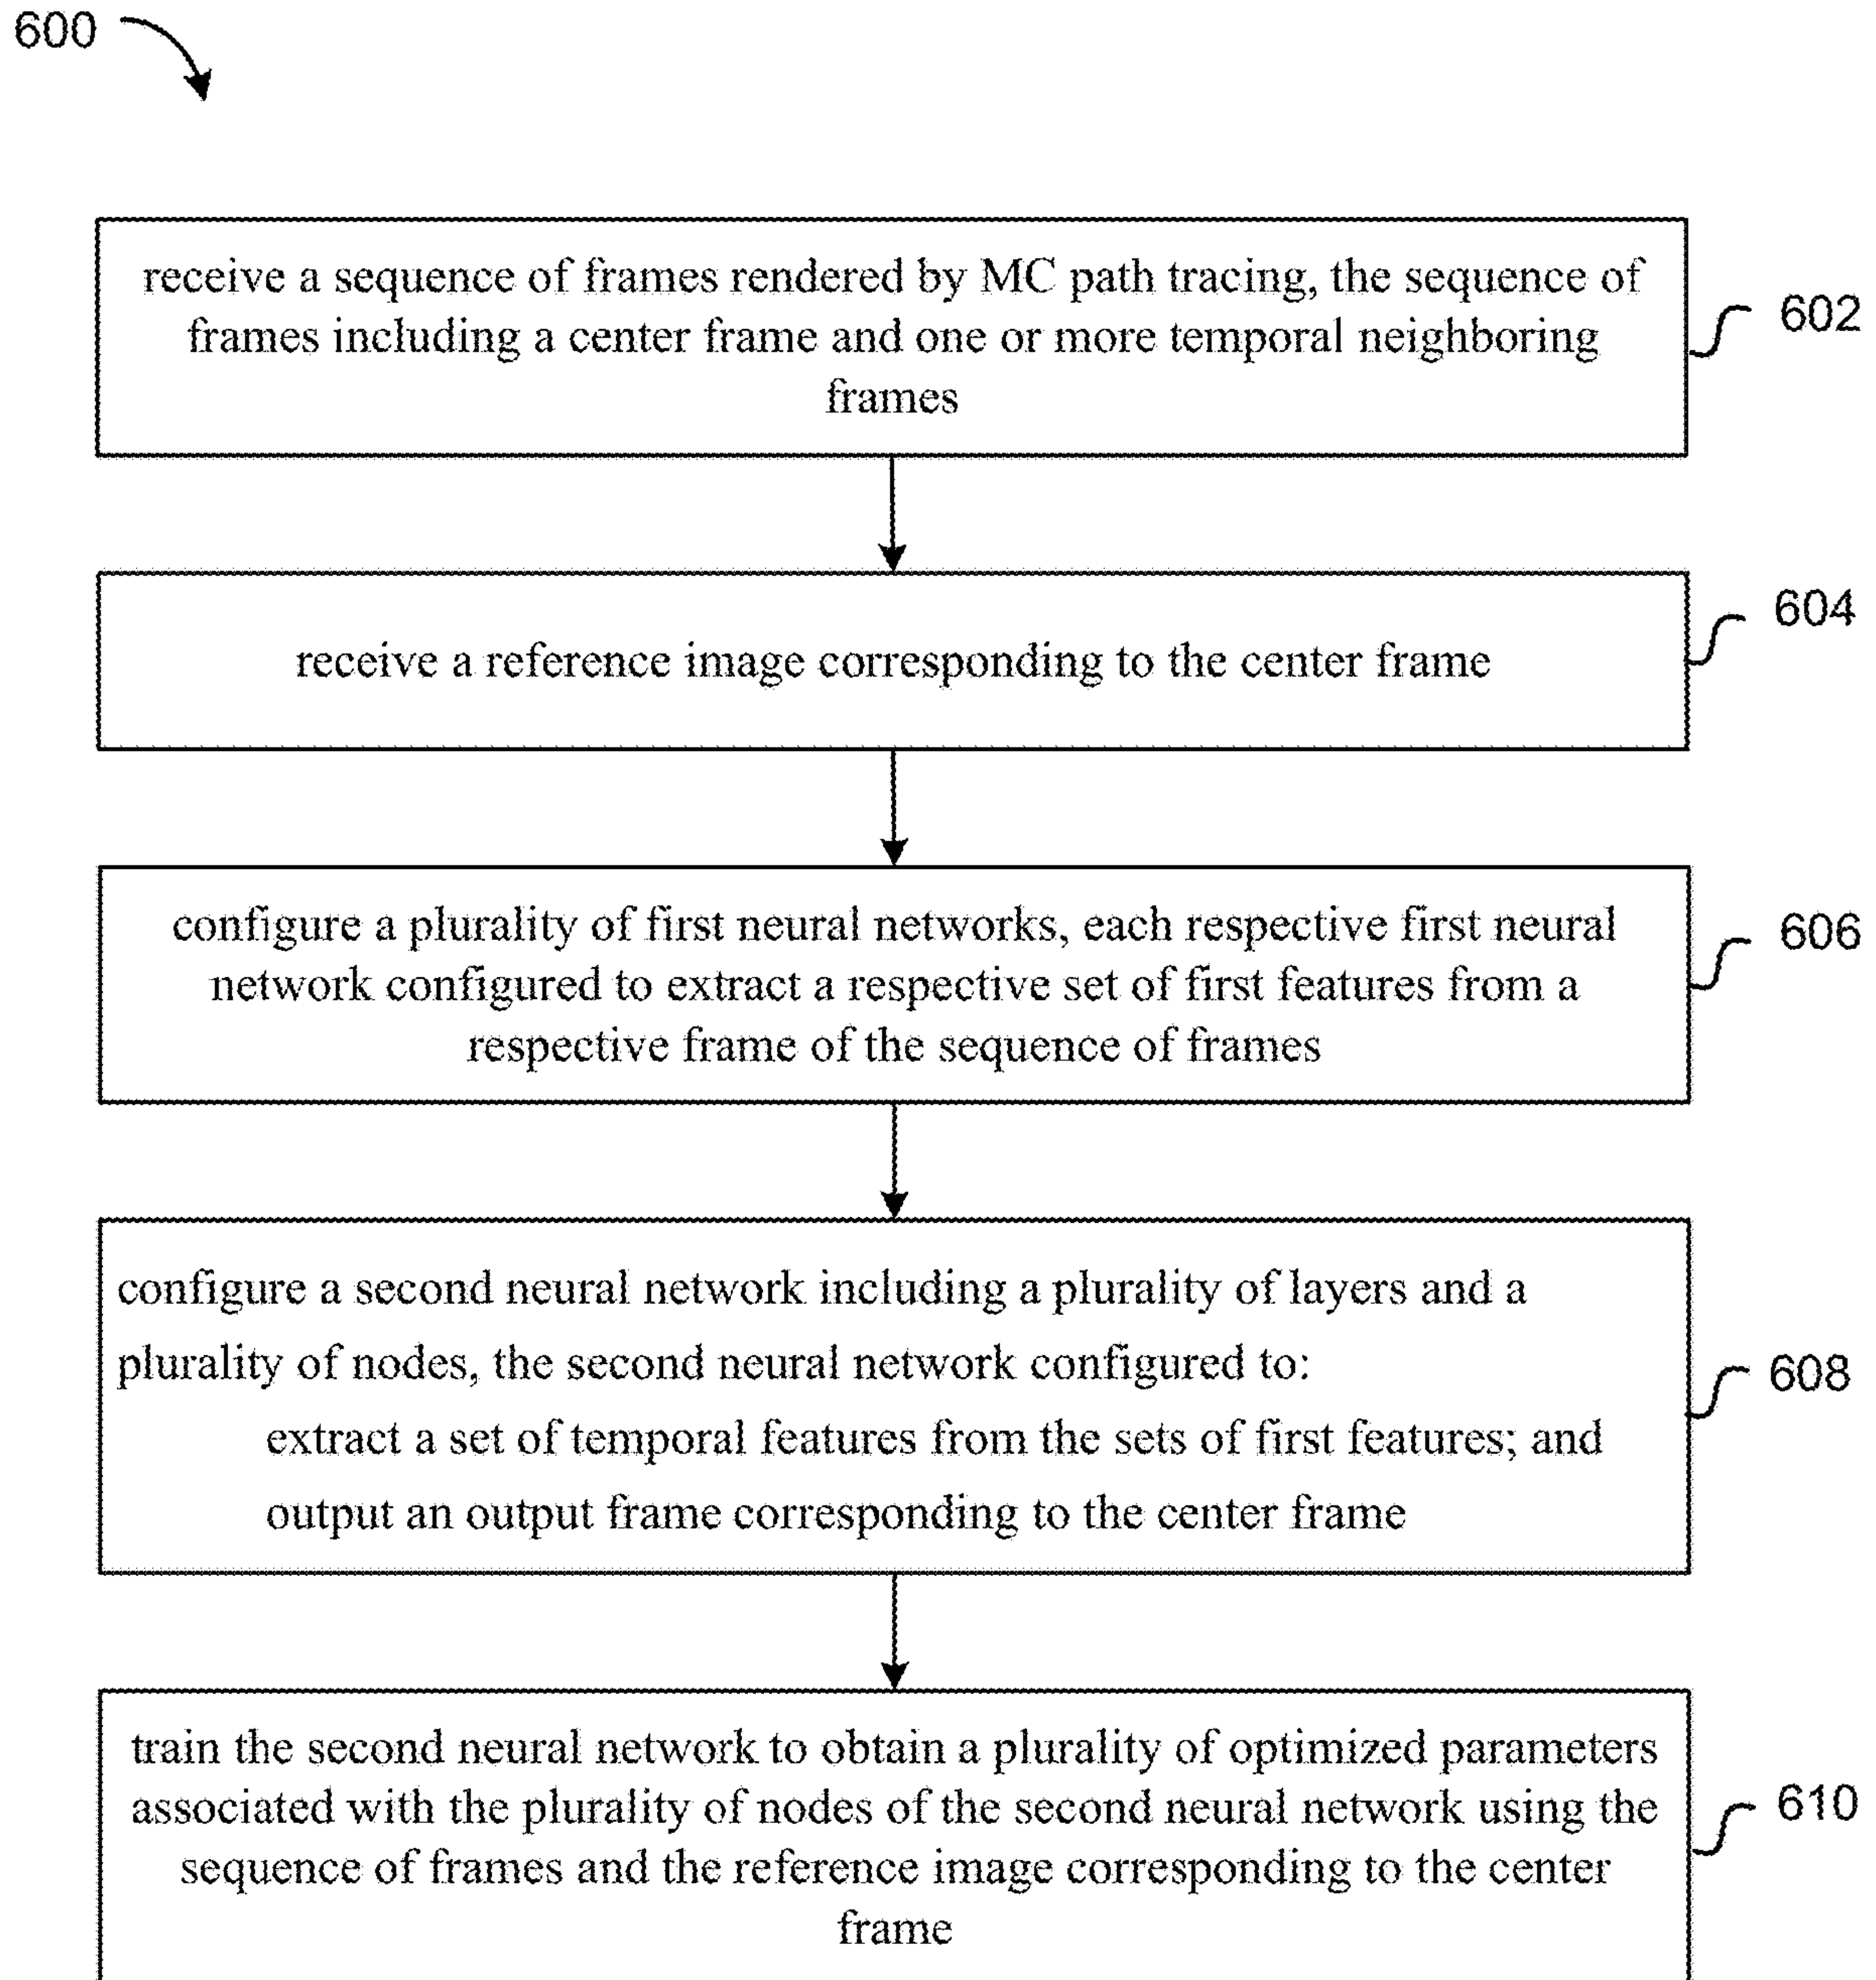 600
receive a sequence of frames rendered by MC path tracing, the sequence of
frames including a center frame and one or more temporal neighboring
frames
602
receive a reference image corresponding to the center frame
604
configure a plurality of first neural networks, each respective first neural
network configured to extract a respective set of first features from a
respective frame of the sequence of frames
606
configure a second neural network including a plurality of layers and a
plurality of nodes, the second neural network configured to:
extract a set of temporal features from the sets of first features; and
output an output frame corresponding to the center frame
608
train the second neural network to obtain a plurality of optimized parameters
associated with the plurality of nodes of the second neural network using the
sequence of frames and the reference image corresponding to the center
frame
610